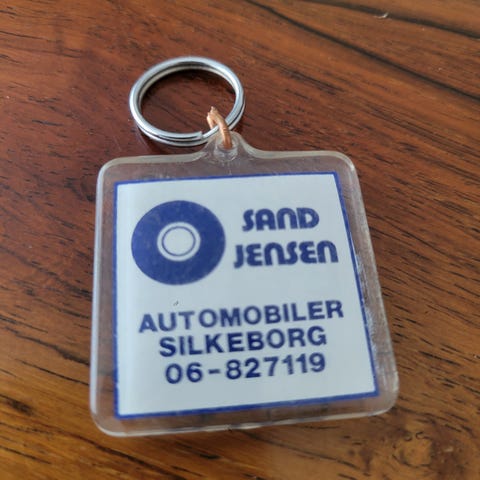 SAND
JENSEN
AUTOMOBILER
SILKEBORG
06-827119